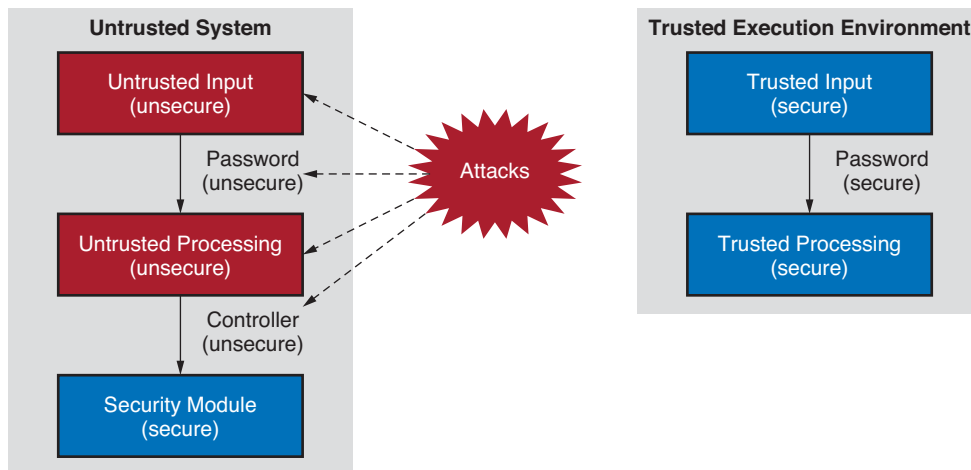 Untrusted System
Untrusted Input
(unsecure)
Password
(unsecure)
Untrusted Processing
(unsecure)
Controller
(unsecure)
Security Module
(secure)
Attacks
Trusted Execution Environment
Trusted Input
(secure)
Password
(secure)
Trusted Processing
(secure)